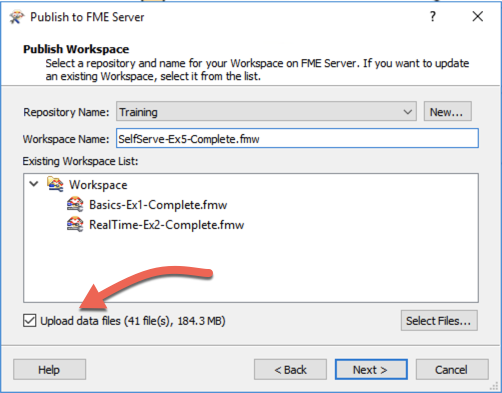 Publish to FME Server
?
X
Publish Workspace
Select a repository and name for your Workspace on FME Server. If you want to update
an existing Workspace, select it from the list.
Repository Name: Training New...
Workspace Name: SelfServe-Ex5-Complete.fmw
Existing Workspace List:
Workspace
Basics-Ex1-Complete.fmw
RealTime-Ex2-Complete.fmw
Upload data files (41 file(s), 184.3 MB) Select Files...
Help < Back Next > Cancel